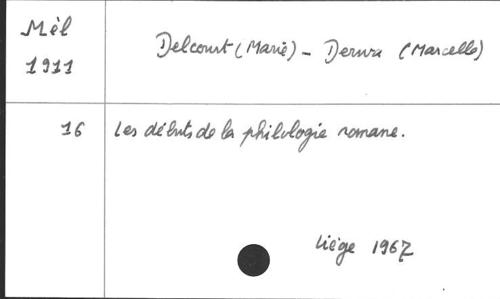 Mél
1911
Delcourt (Marie) - Derwa (Marcelle)
16
Les débuts de la philologie romane.
Liège 1967